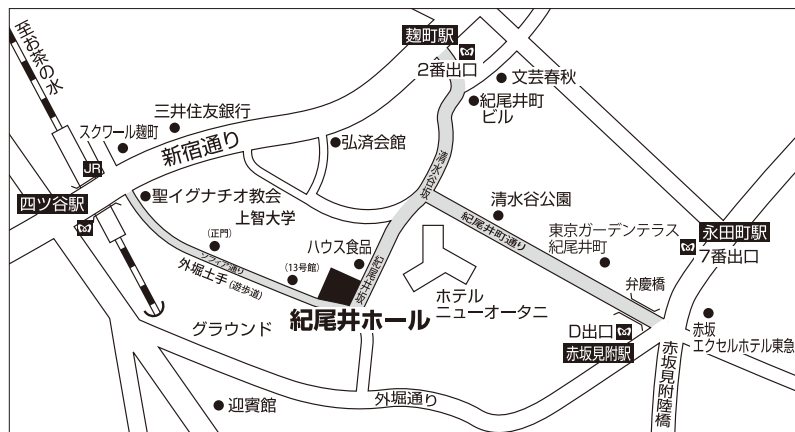 至お茶の水
麹町駅
2番出口
文芸春秋
紀尾井町
ビル
三井住友銀行
スクワール麹町
新宿通り
弘済会館
JR
四ツ谷駅
聖イグナチオ教会
上智大学
(正門)
ソフィア通り
外堀土手(遊歩道)
(13号館)
ハウス食品
紀尾井坂
清水谷坂
清水谷公園
紀尾井町通り
東京ガーデンテラス
紀尾井町
永田町駅
7番出口
弁慶橋
ホテル
ニューオータニ
紀尾井ホール
グラウンド
D出口
赤坂見附駅
赤坂
エクセルホテル東急
赤坂見附陸橋
外堀通り
迎賓館